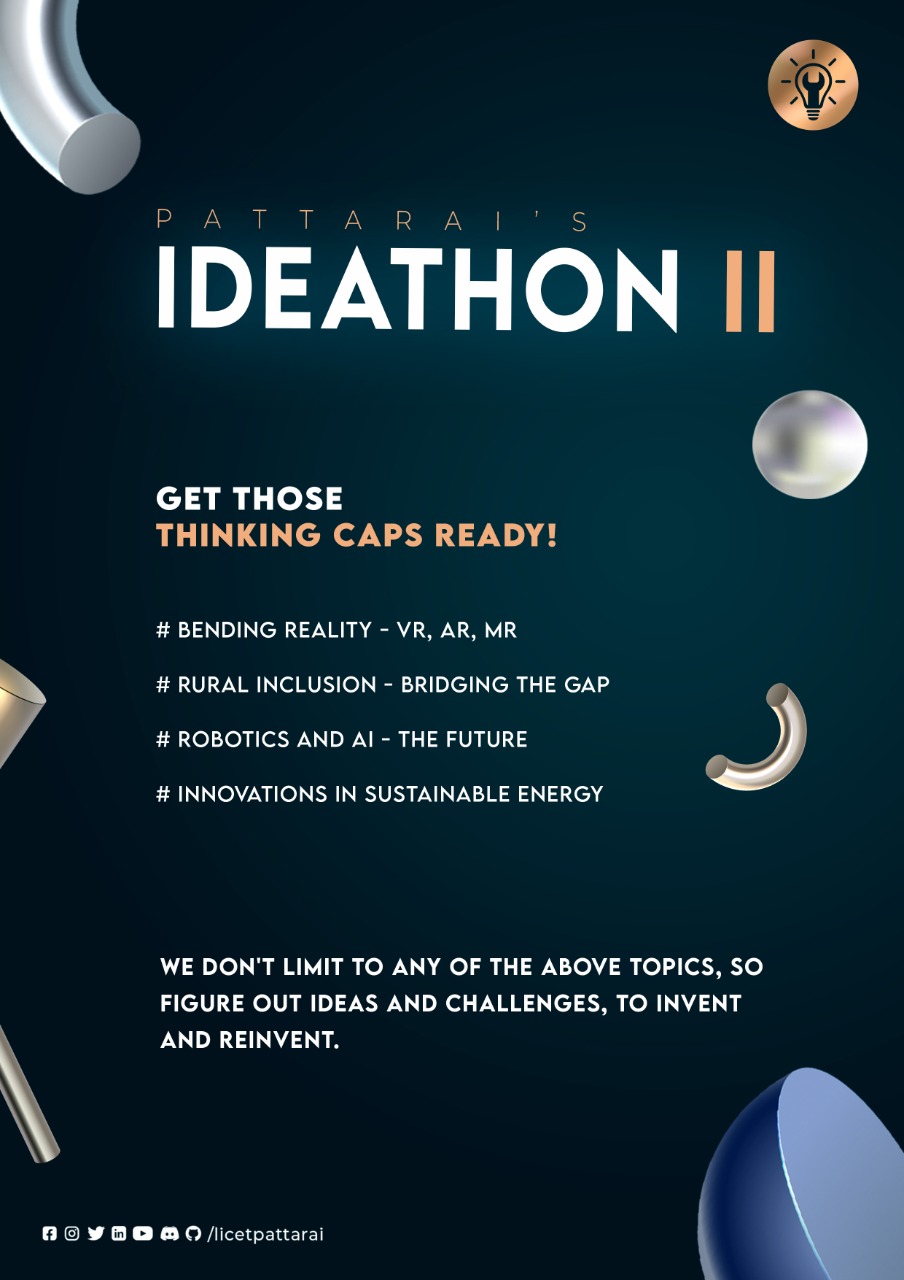 PATTARAI'S
IDEATHON II
GET THOSE
THINKING CAPS READY!
# BENDING REALITY - VR, AR, MR
# RURAL INCLUSION - BRIDGING THE GAP
# ROBOTICS AND AI - THE FUTURE
# INNOVATIONS IN SUSTAINABLE ENERGY
WE DON'T LIMIT TO ANY OF THE ABOVE TOPICS, SO
FIGURE OUT IDEAS AND CHALLENGES, TO INVENT
AND REINVENT.
/licetpattarai